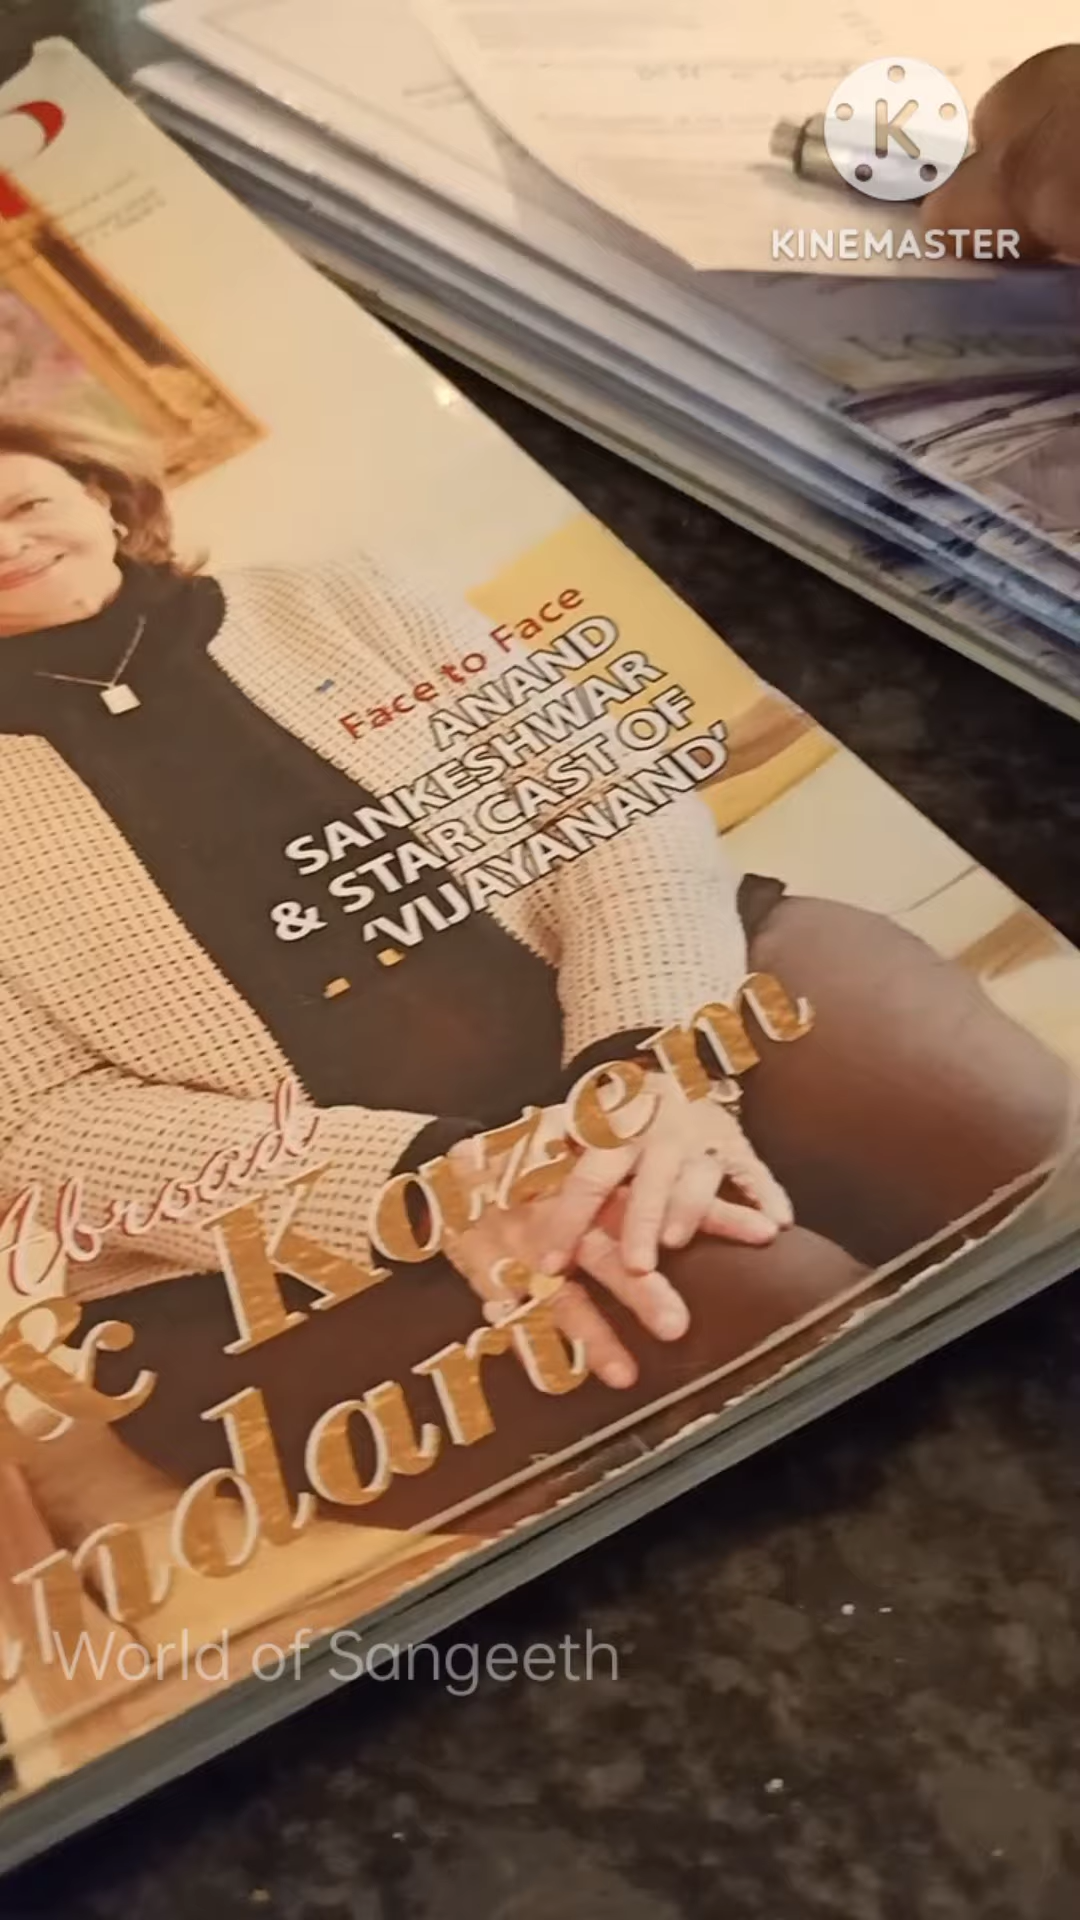 KINEMASTER
Face to Face
ANAND
SANKESHWAR
& STAR CAST OF
'VIJAYANAND'
Abroad
& Kazem
ndari
World of Sangeeth